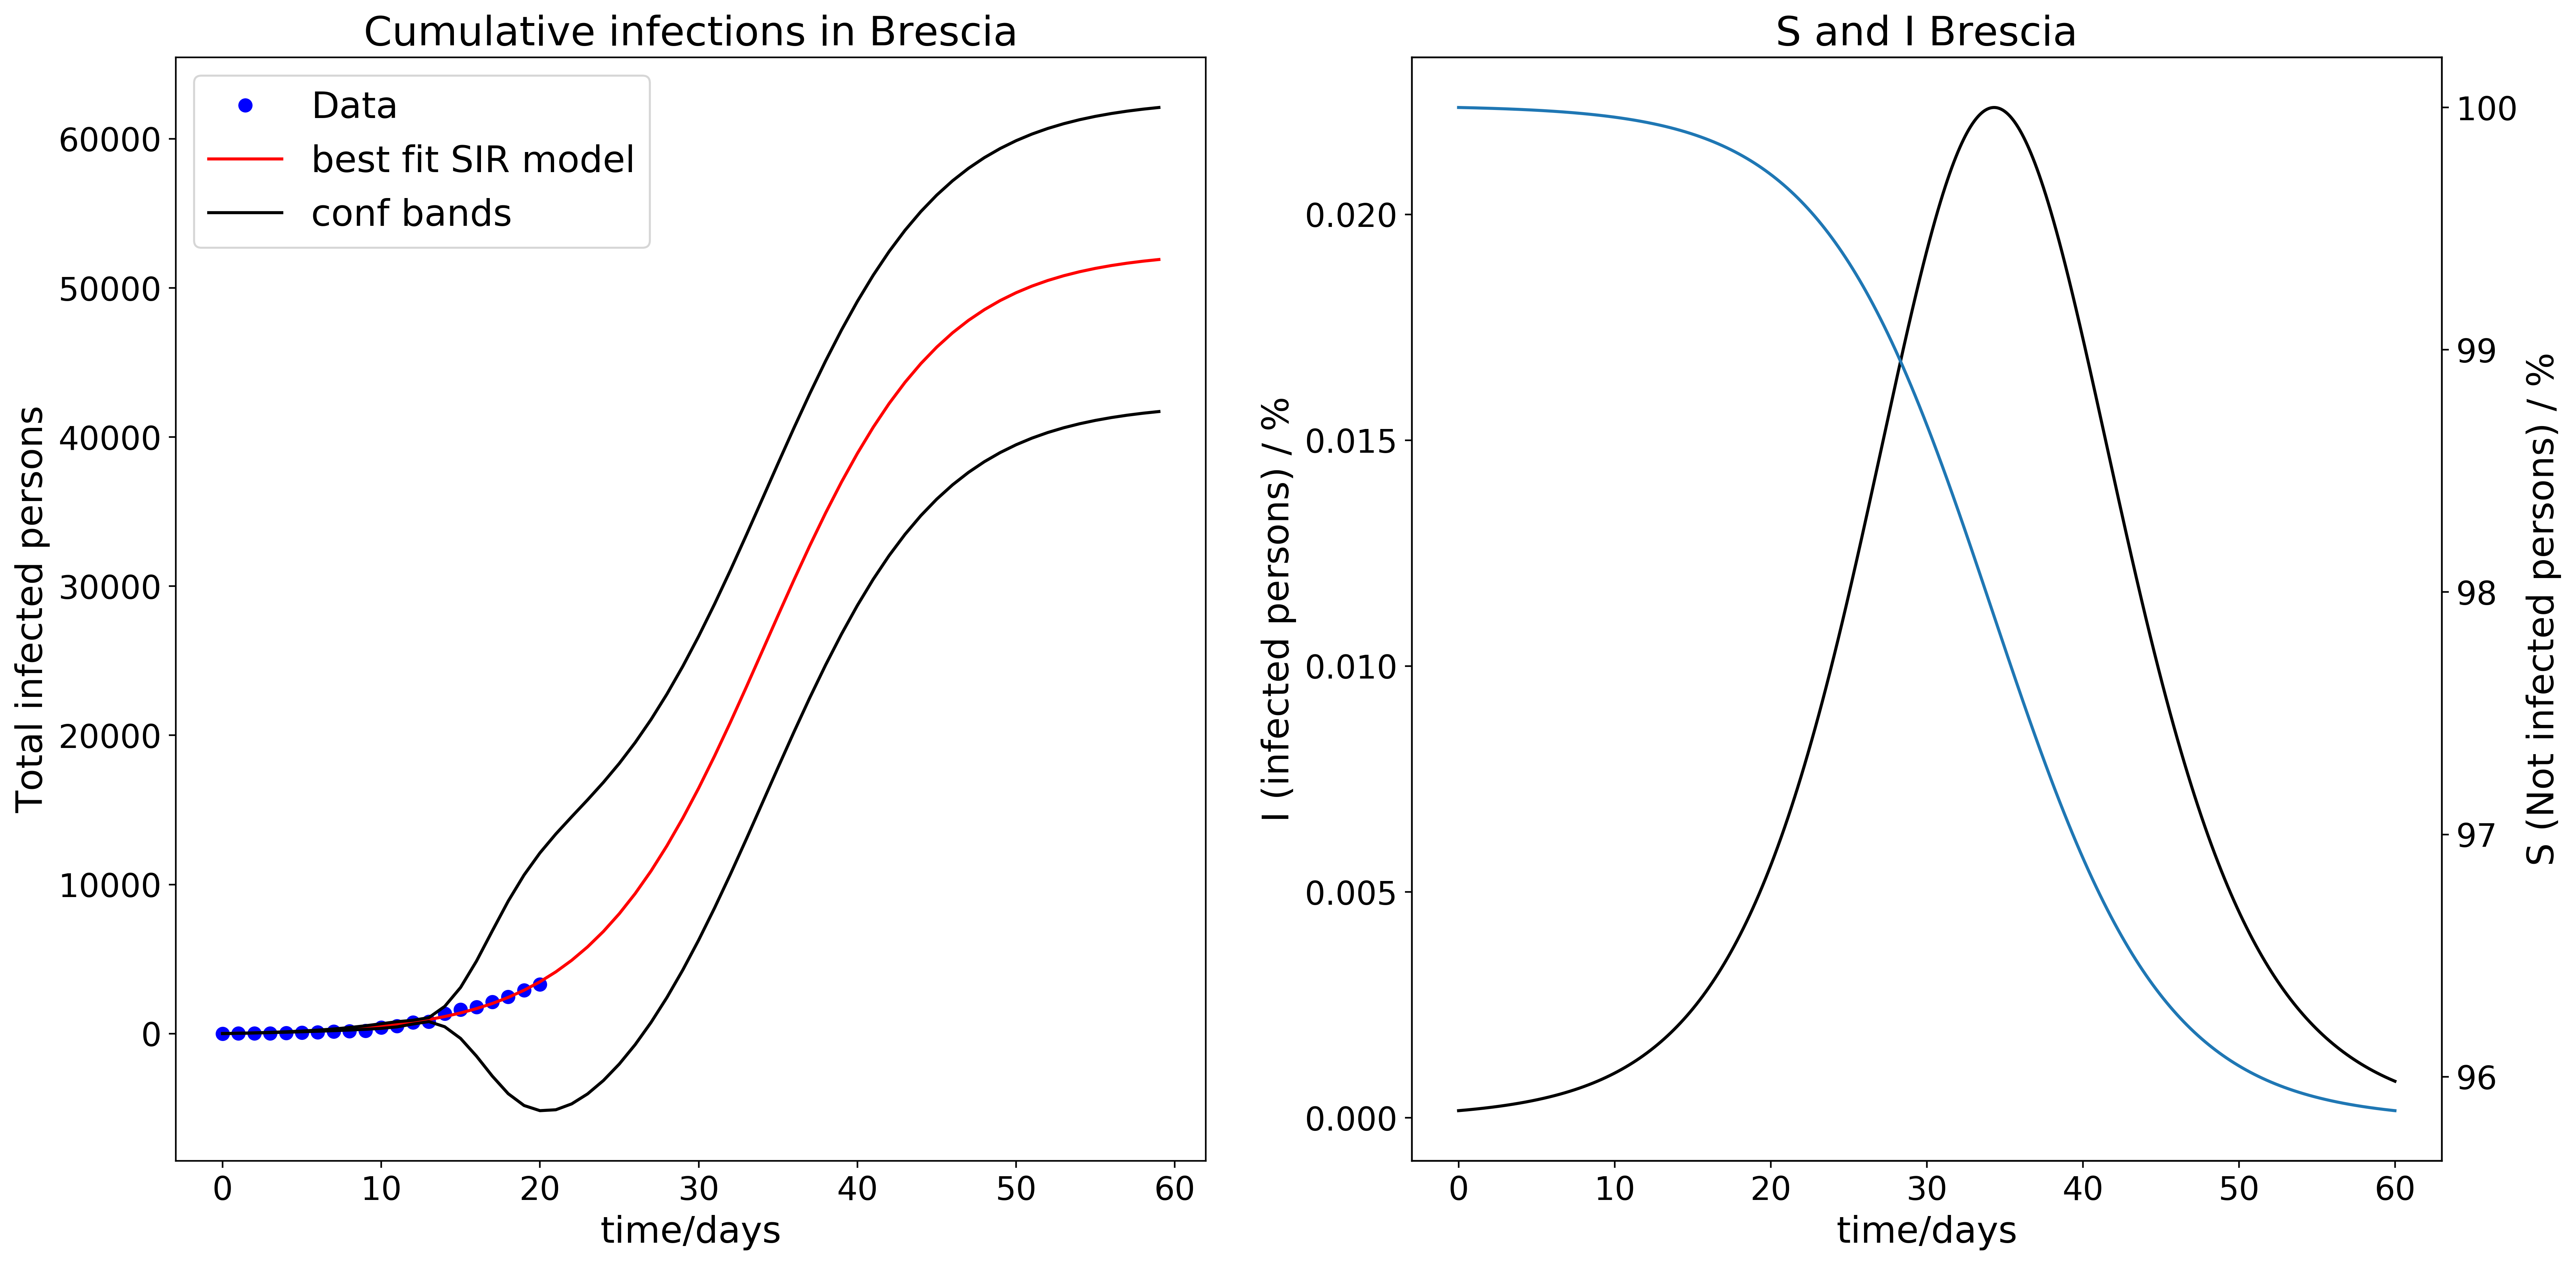 Cumulative infections in Brescia
Data
best fit SIR model
conf bands
Total infected persons
60000
50000
40000
30000
20000
10000
0
0 10 20 30 40 50 60
time/days
S and I Brescia
I (infected persons) / %
0.020
0.015
0.010
0.005
0.000
100
99
98
97
96
S (Not infected persons) / %
0 10 20 30 40 50 60
time/days